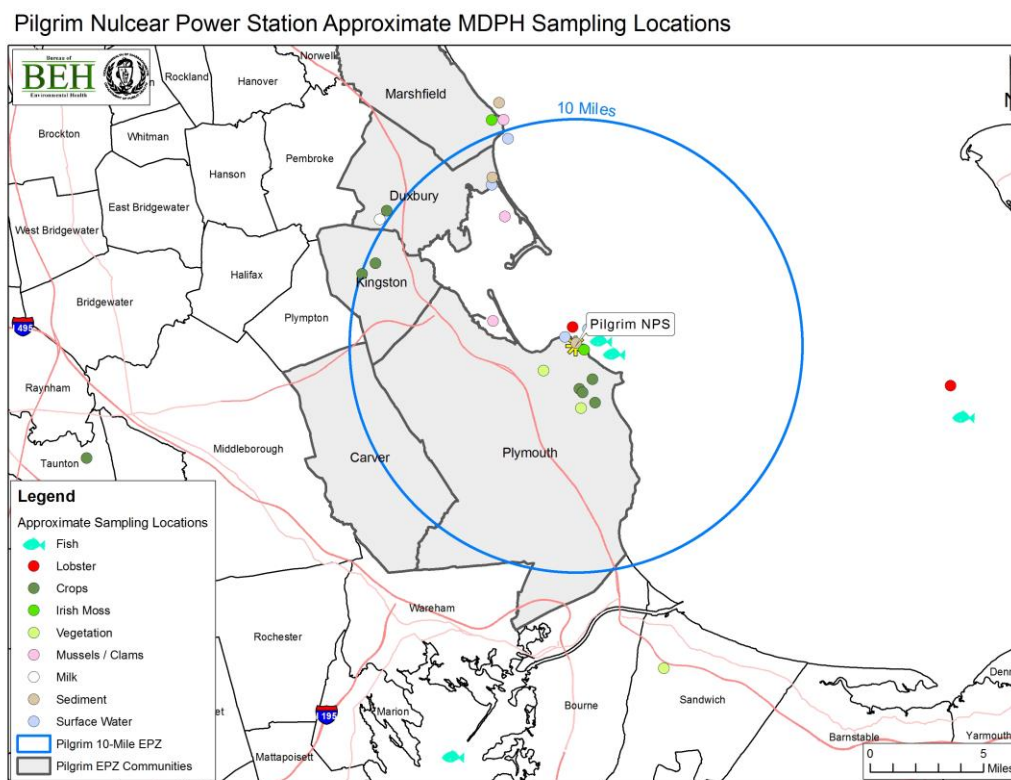 Pilgrim Nulcear Power Station Approximate MDPH Sampling Locations
Bureau of
BEH
Environmental Health
Norwell
Rockland
Hanover
Marshfield
10 Miles
N
Brockton
Whitman
Pembroke
Hanson
Duxbury
East Bridgewater
West Bridgewater
Halifax
Kingston
Bridgewater
Plympton
495
Pilgrim NPS
Raynham
Middleborough
Carver
Plymouth
Taunton
Legend
Approximate Sampling Locations
Fish
Lobster
Crops
Irish Moss
Vegetation
Mussels / Clams
Milk
Sediment
Surface Water
Pilgrim 10-Mile EPZ
Pilgrim EPZ Communities
Wareham
Rochester
et
195
Marion
Bourne
Sandwich
Denn
Mattapoisett
Barnstable
Yarmouth
0 5
Miles